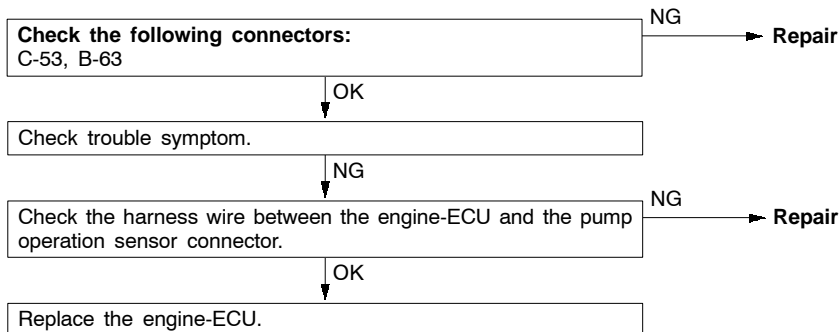 Check the following connectors:
C-53, B-63
NG
Repair
OK
Check trouble symptom.
NG
Check the harness wire between the engine-ECU and the pump
operation sensor connector.
NG
Repair
OK
Replace the engine-ECU.